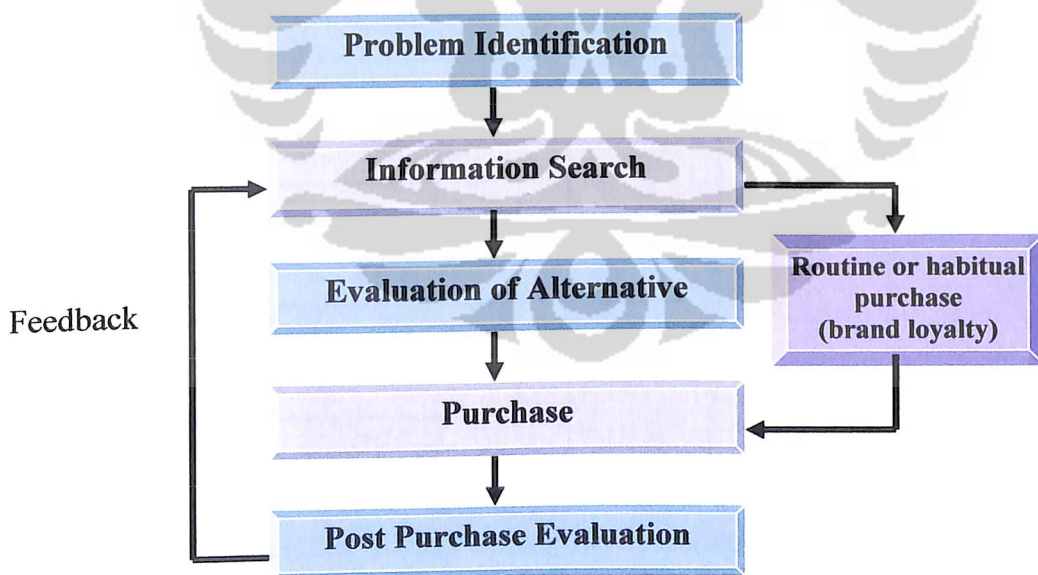 Problem Identification
Information Search
Evaluation of Alternative
Routine or habitual
purchase
(brand loyalty)
Feedback
Purchase
Post Purchase Evaluation